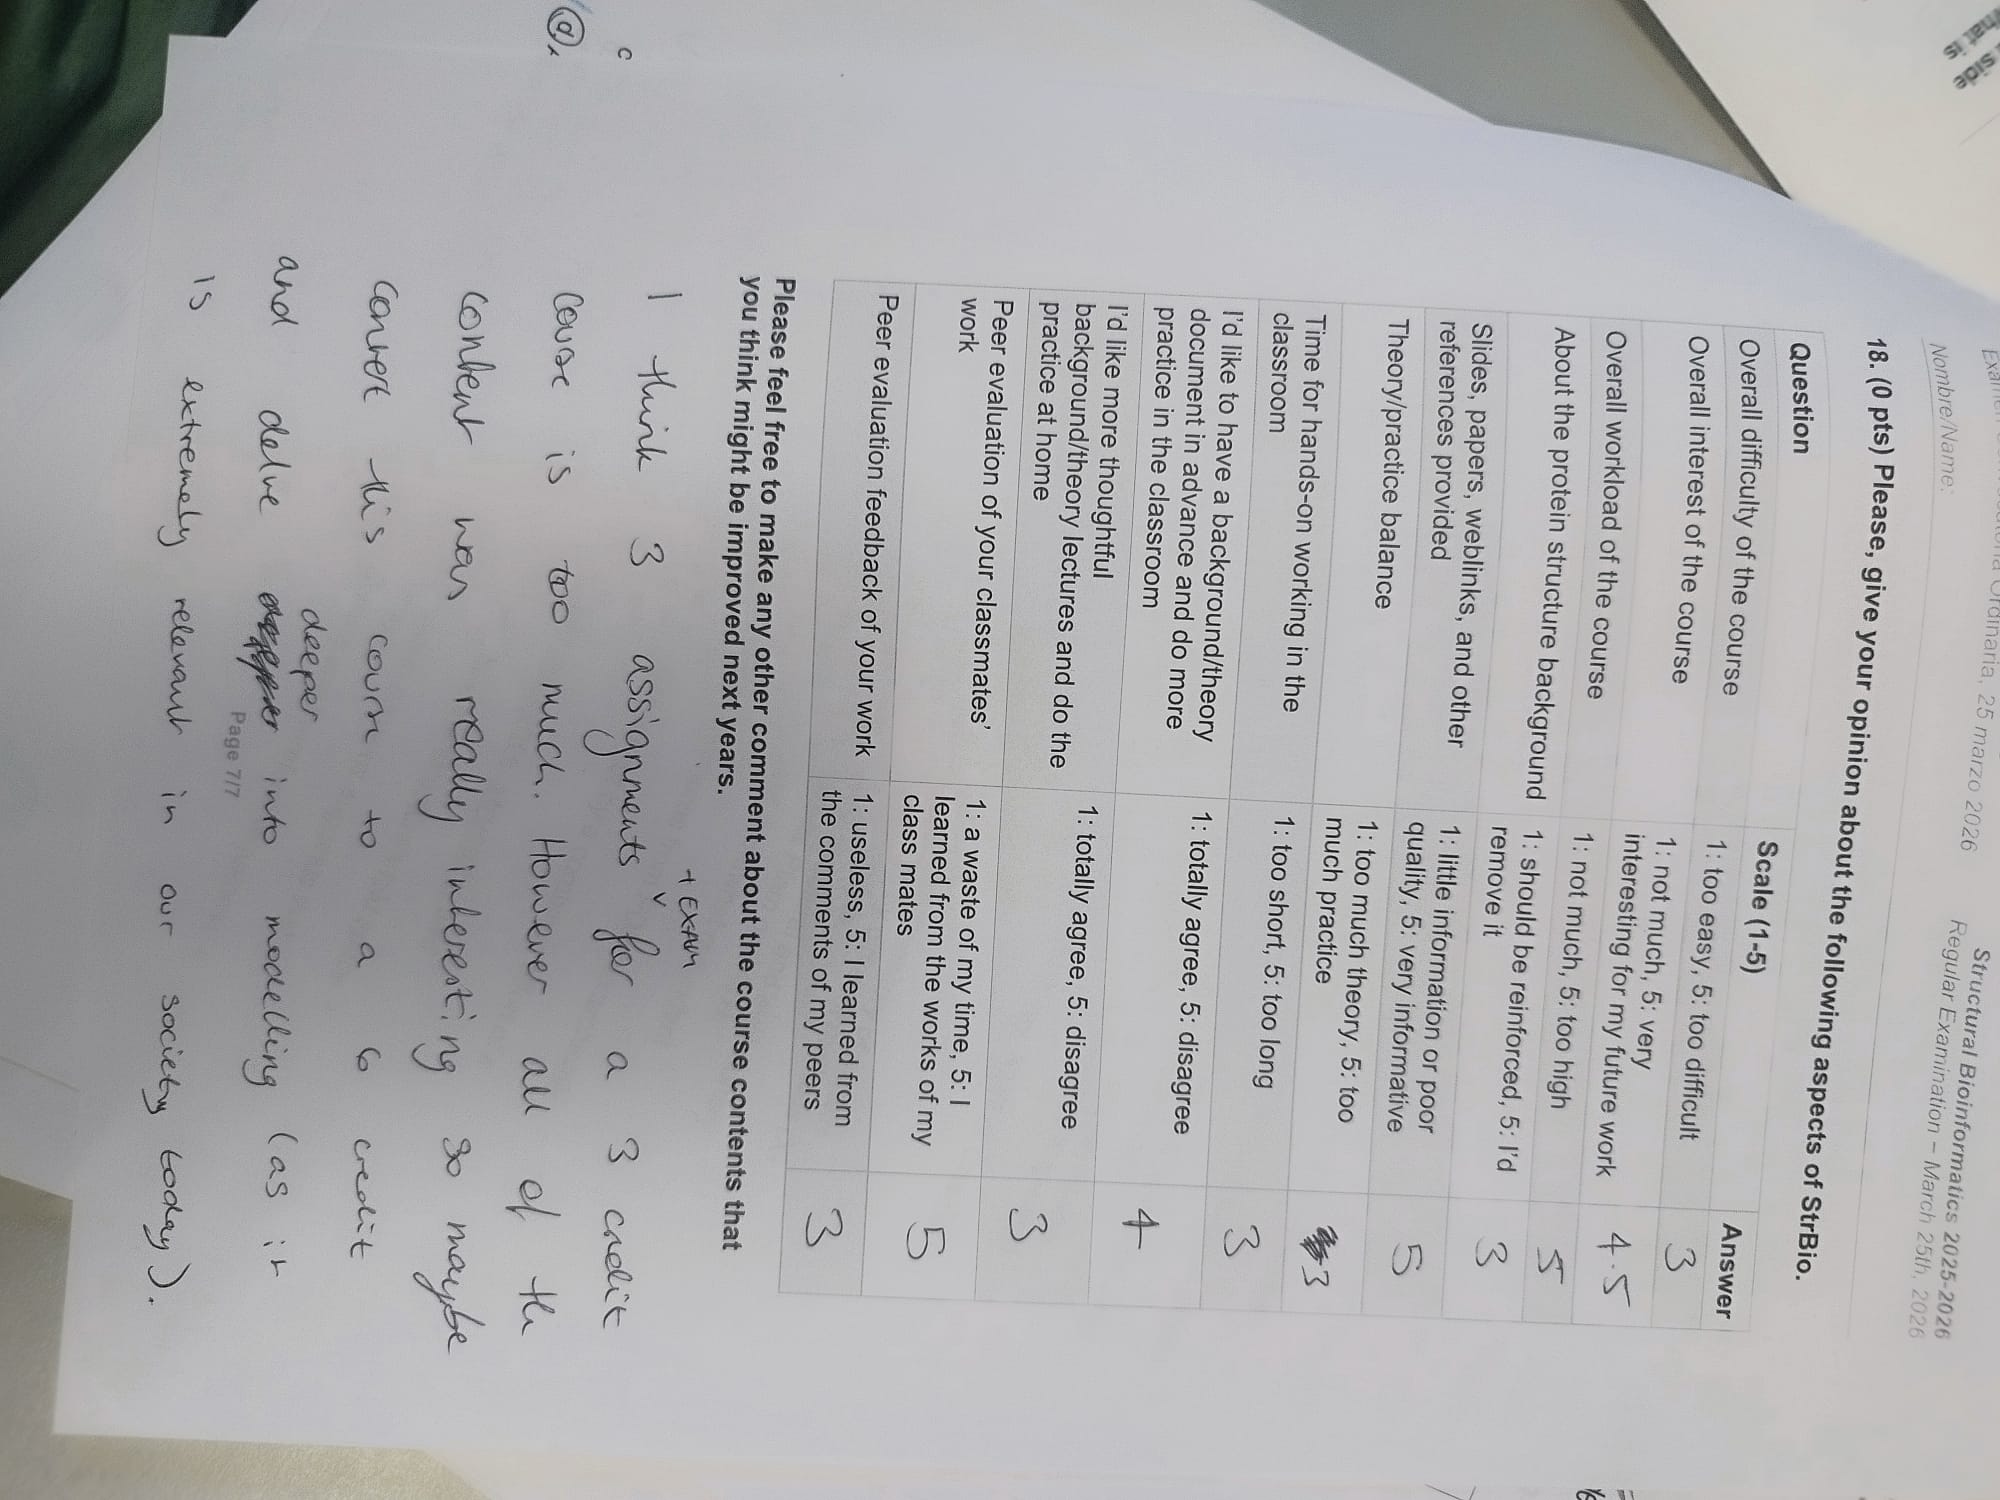 Structural Bioinformatics 2025-2026
Ordinaria, 25 marzo 2026
Regular Examination – March 25th, 2026
Nombre/Name:
18. (0 pts) Please, give your opinion about the following aspects of StrBio.
Question Scale (1-5) Answer
Overall difficulty of the course 1: too easy, 5: too difficult 3
Overall interest of the course 1: not much, 5: very
interesting for my future work 4.5
Overall workload of the course 1: not much, 5: too high 5
About the protein structure background 1: should be reinforced, 5: I'd
remove it 3
Slides, papers, weblinks, and other
references provided 1: little information or poor
quality, 5: very informative 5
Theory/practice balance 1: too much theory, 5: too
much practice 3
Time for hands-on working in the
classroom 1: too short, 5: too long 3
I'd like to have a background/theory
document in advance and do more
practice in the classroom 1: totally agree, 5: disagree 4
I'd like more thoughtful
background/theory lectures and do the
practice at home 1: totally agree, 5: disagree 3
Peer evaluation of your classmates'
work 1: a waste of my time, 5: I
learned from the works of my
class mates 5
Peer evaluation feedback of your work 1: useless, 5: I learned from
the comments of my peers 3
Please feel free to make any other comment about the course contents that
you think might be improved next years.
+ EXAM
I think 3 assignments for a 3 credit
course is too much. However all of the
content was really interesting so maybe
convert this course to a 6 credit
deeper
and delve into modelling (as it
Page 7/7
is extremely relevant in our society today).
c
d
side
hat is